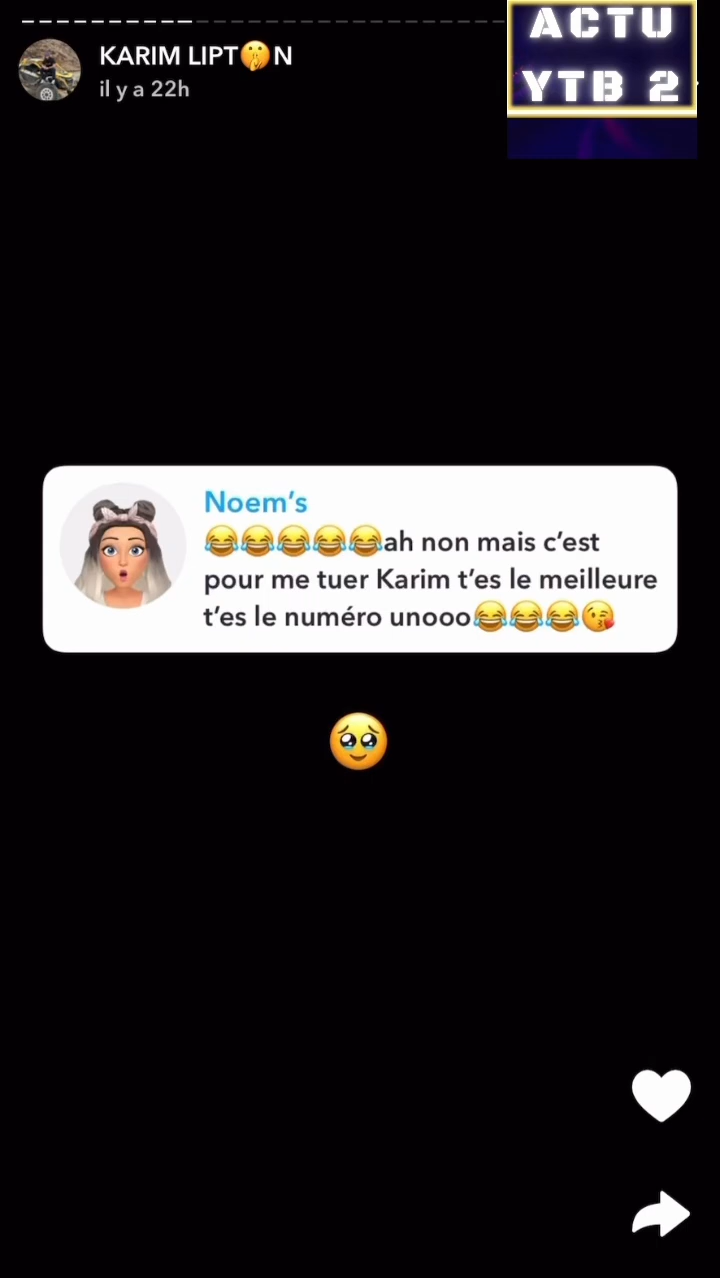 KARIM LIPT🤫N
il y a 22h
ACTU
YTB 2
Noem's
😂😂😂😂😂ah non mais c'est
pour me tuer Karim t'es le meilleure
t'es le numéro unooo😂😂😂😘
🥹